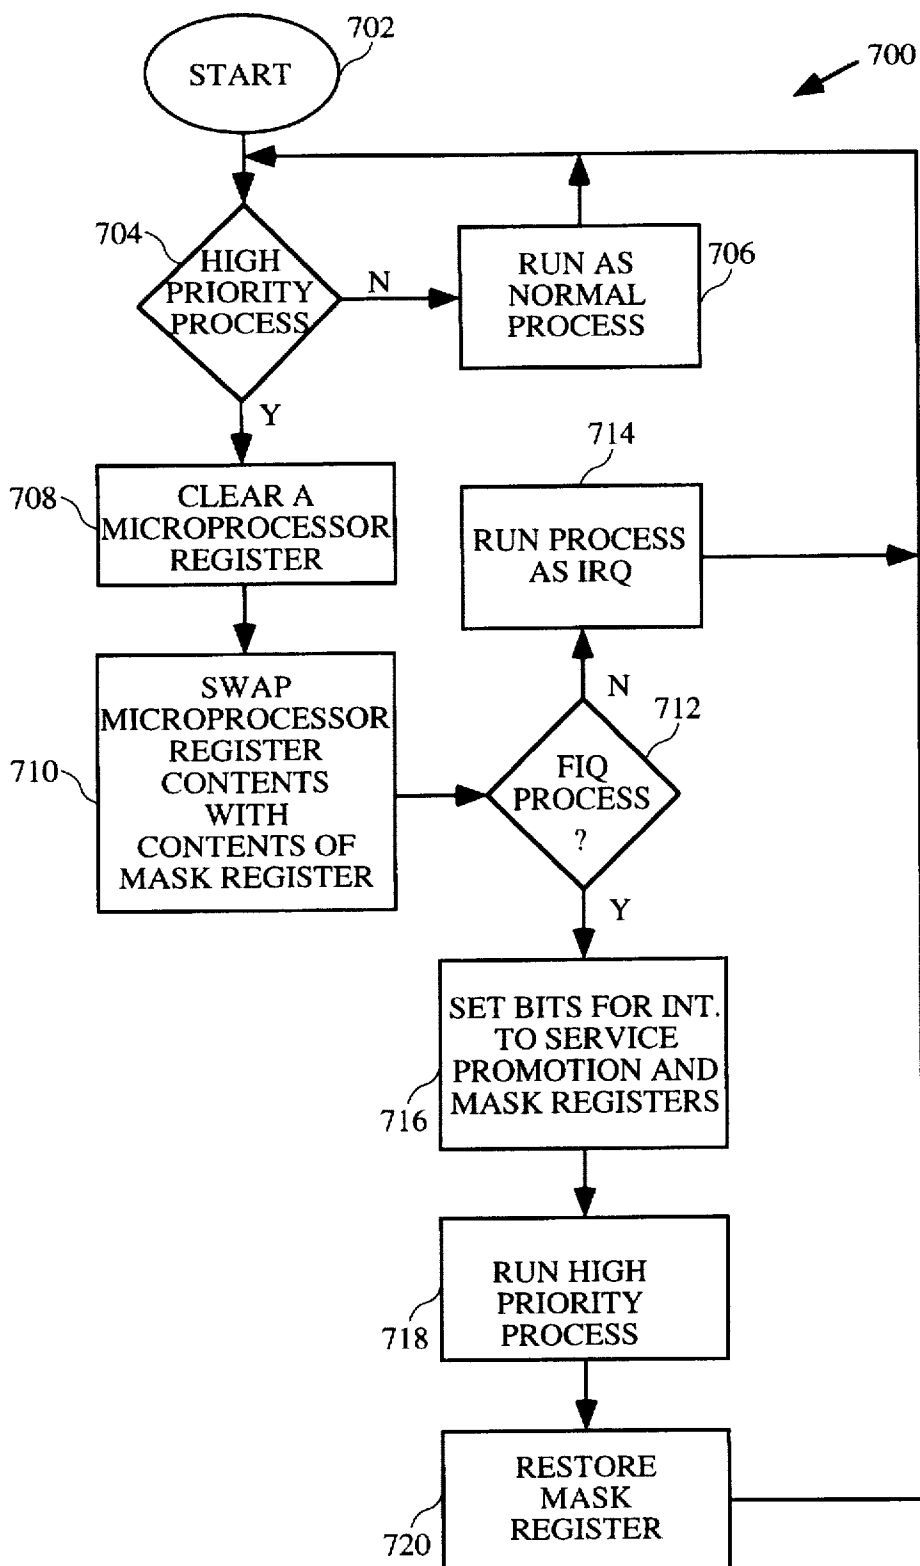 702
START
700
704
HIGH
PRIORITY
PROCESS
N
RUN AS
NORMAL
PROCESS
706
Y
708
CLEAR A
MICROPROCESSOR
REGISTER
714
RUN PROCESS
AS IRQ
710
SWAP
MICROPROCESSOR
REGISTER
CONTENTS
WITH
CONTENTS OF
MASK REGISTER
N
712
FIQ
PROCESS
?
Y
716
SET BITS FOR INT.
TO SERVICE
PROMOTION AND
MASK REGISTERS
718
RUN HIGH
PRIORITY
PROCESS
720
RESTORE
MASK
REGISTER